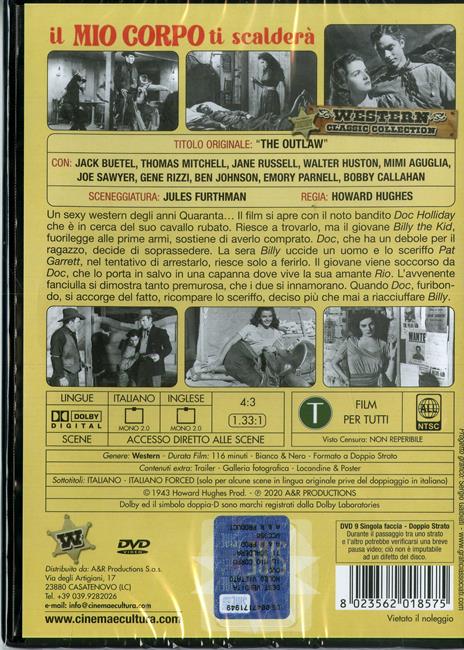 il MIO CORPO ti scalderà
WESTERN
CLASSIC COLLECTION
TITOLO ORIGINALE: "THE OUTLAW"
CON: JACK BUETEL, THOMAS MITCHELL, JANE RUSSELL, WALTER HUSTON, MIMI AGUGLIA,
JOE SAWYER, GENE RIZZI, BEN JOHNSON, EMORY PARNELL, BOBBY CALLAHAN
SCENEGGIATURA: JULES FURTHMAN REGIA: HOWARD HUGHES
Un sexy western degli anni Quaranta... Il film si apre con il noto bandito Doc Holliday
che è in cerca del suo cavallo rubato. Riesce a trovarlo, ma il giovane Billy the Kid,
fuorilegge alle prime armi, sostiene di averlo comprato. Doc, che ha un debole per il
ragazzo, decide di soprassedere. La sera Billy uccide un uomo e lo sceriffo Pat
Garrett, nel tentativo di arrestarlo, riesce solo a ferirlo. Il giovane viene soccorso da
Doc, che lo porta in salvo in una capanna dove vive la sua amante Rio. L'avvenente
fanciulla si dimostra tanto premurosa, che i due si innamorano. Quando Doc, furibon-
do, si accorge del fatto, ricompare lo sceriffo, deciso più che mai a riacciuffare Billy.
WANTED
LINGUE ITALIANO INGLESE 4:3
DOLBY
DIGITAL MONO 2.0 MONO 2.0 1.33:1
SCENE ACCESSO DIRETTO ALLE SCENE
T FILM
PER TUTTI
ALL
NTSC
Visto Censura: NON REPERIBILE
Genere: Western - Durata Film: 116 minuti - Bianco & Nero - Formato a Doppio Strato
Contenuti extra: Trailer - Galleria fotografica - Locandine & Poster
Sottotitoli: ITALIANO - ITALIANO FORCED (solo per alcune scene in lingua originale prive del doppiaggio in italiano)
© 1943 Howard Hughes Prod. - ℗ 2020 A&R PRODUCTIONS
Dolby ed il simbolo doppia-D sono marchi registrati dalla Dolby Laboratories
W
DVD
VIDEO
Distribuito da: A&R Productions S.a.s.
Via degli Artigiani, 17
23880 CASATENOVO (LC)
Tel. +39 039.9282026
e-mail: info@cinemaecultura.com
www.cinemaecultura.com
DVD 9 Singola faccia - Doppio Strato
Durante il passaggio tra uno strato
e l'altro potrebbe verificarsi una breve
pausa video; ciò non è imputabile
ad un difetto del disco.
8 023562 018575
Vietato il noleggio